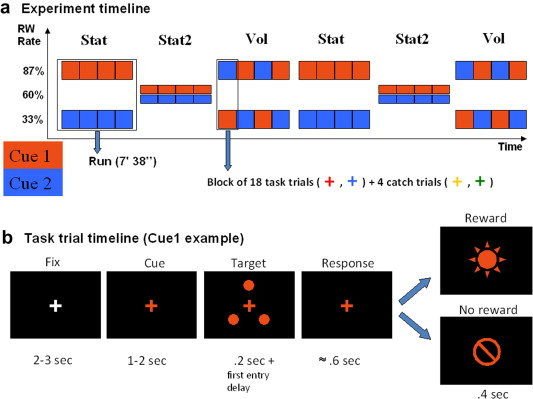 a Experiment timeline
RW
Rate
Stat Stat2 Vol Stat Stat2 Vol
87%
60%
33%
Cue 1
Cue 2
Time
Run (7' 38'')
Block of 18 task trials ( + , + ) + 4 catch trials ( + , + )
b Task trial timeline (Cue1 example)
Reward
Fix Cue Target Response
No reward
2-3 sec 1-2 sec .2 sec + ≈ .6 sec
first entry
delay
.4 sec